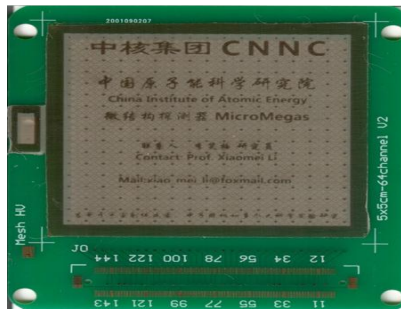 2001090207
中核集团 CNNC
中国原子能科学研究院
China Institute of Atomic Energy
微结构探测器 MicroMegas
Contact: Prof. Xiaomei Li
Mail:xiao_mei_li@foxmail.com
Mesh HV
5x5cm-64channel V2
JO
144 122 100 78 56 34 12
143 121 99 77 55 33 11